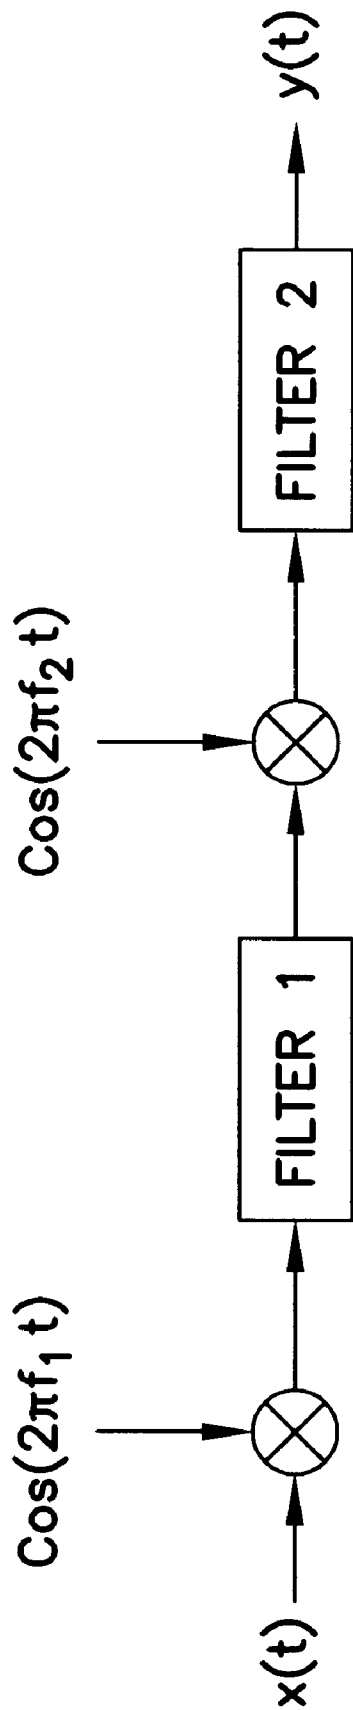 Cos(2πf₁t)
Cos(2πf₂t)
x(t)
FILTER 1
FILTER 2
y(t)